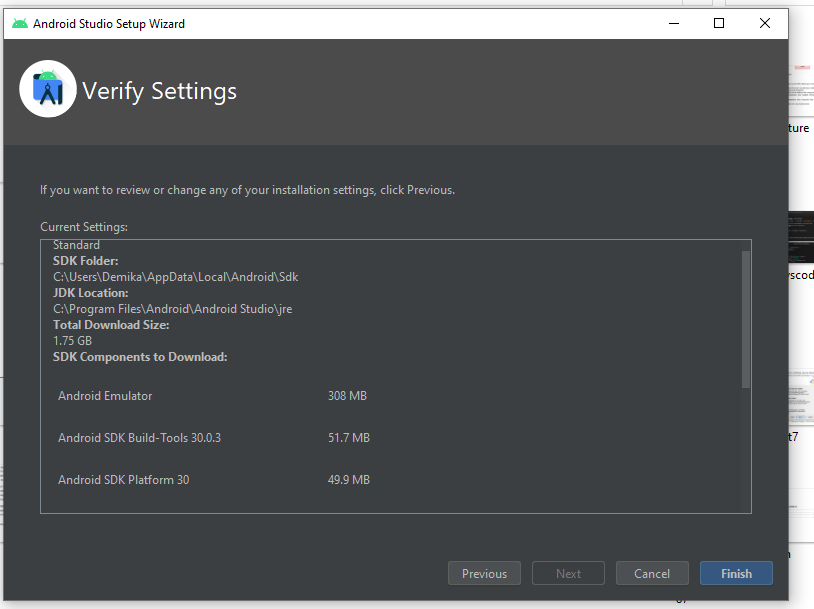 Android Studio Setup Wizard
Verify Settings
If you want to review or change any of your installation settings, click Previous.
Current Settings:
Standard
SDK Folder:
C:\Users\Demika\AppData\Local\Android\Sdk
JDK Location:
C:\Program Files\Android\Android Studio\jre
Total Download Size:
1.75 GB
SDK Components to Download:
Android Emulator 308 MB
Android SDK Build-Tools 30.0.3 51.7 MB
Android SDK Platform 30 49.9 MB
Previous Next Cancel Finish
ture
yscod
t7